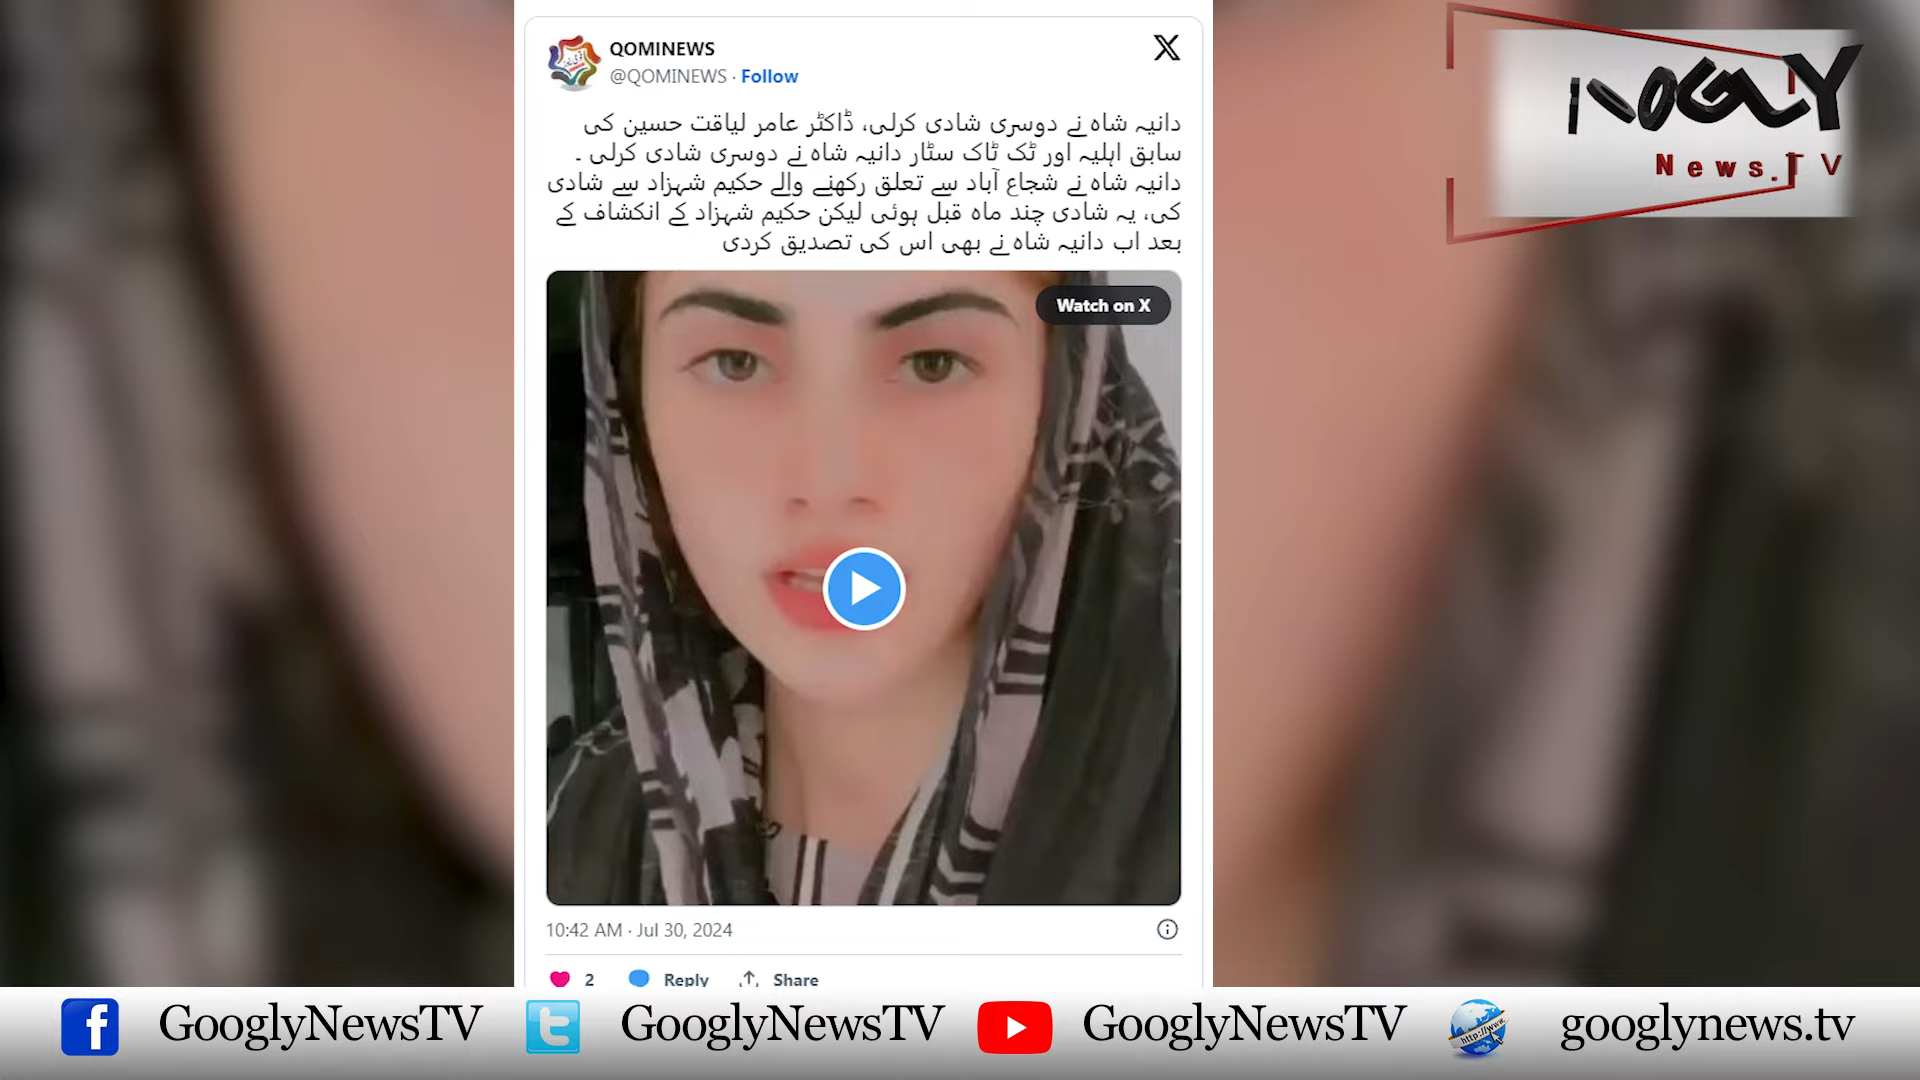 QOMINEWS
@QOMINEWS · Follow
دانیہ شاہ نے دوسری شادی کرلی، ڈاکٹر عامر لیاقت حسین کی
سابق اہلیہ اور ٹک ٹاک سٹار دانیہ شاہ نے دوسری شادی کرلی ۔
دانیہ شاہ نے شجاع آباد سے تعلق رکھنے والے حکیم شہزاد سے شادی
کی، یہ شادی چند ماہ قبل ہوئی لیکن حکیم شہزاد کے انکشاف کے
بعد اب دانیہ شاہ نے بھی اس کی تصدیق کردی
Watch on X
10:42 AM · Jul 30, 2024
2 Reply Share
GOOGLY
News.TV
GooglyNewsTV GooglyNewsTV GooglyNewsTV googlynews.tv